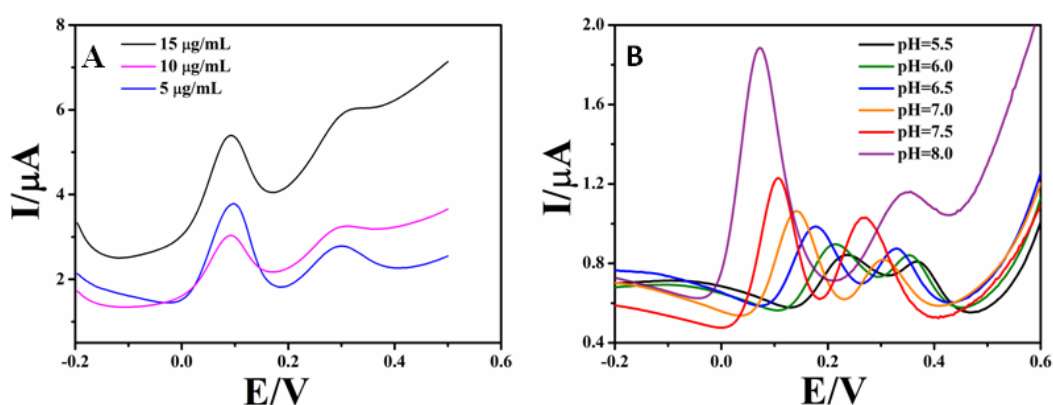 A
15 μg/mL
10 μg/mL
5 μg/mL
8
6
4
2
-0.2 0.0 0.2 0.4 0.6
I/μA
E/V
B
pH=5.5
pH=6.0
pH=6.5
pH=7.0
pH=7.5
pH=8.0
2.0
1.6
1.2
0.8
0.4
-0.2 0.0 0.2 0.4 0.6
I/μA
E/V